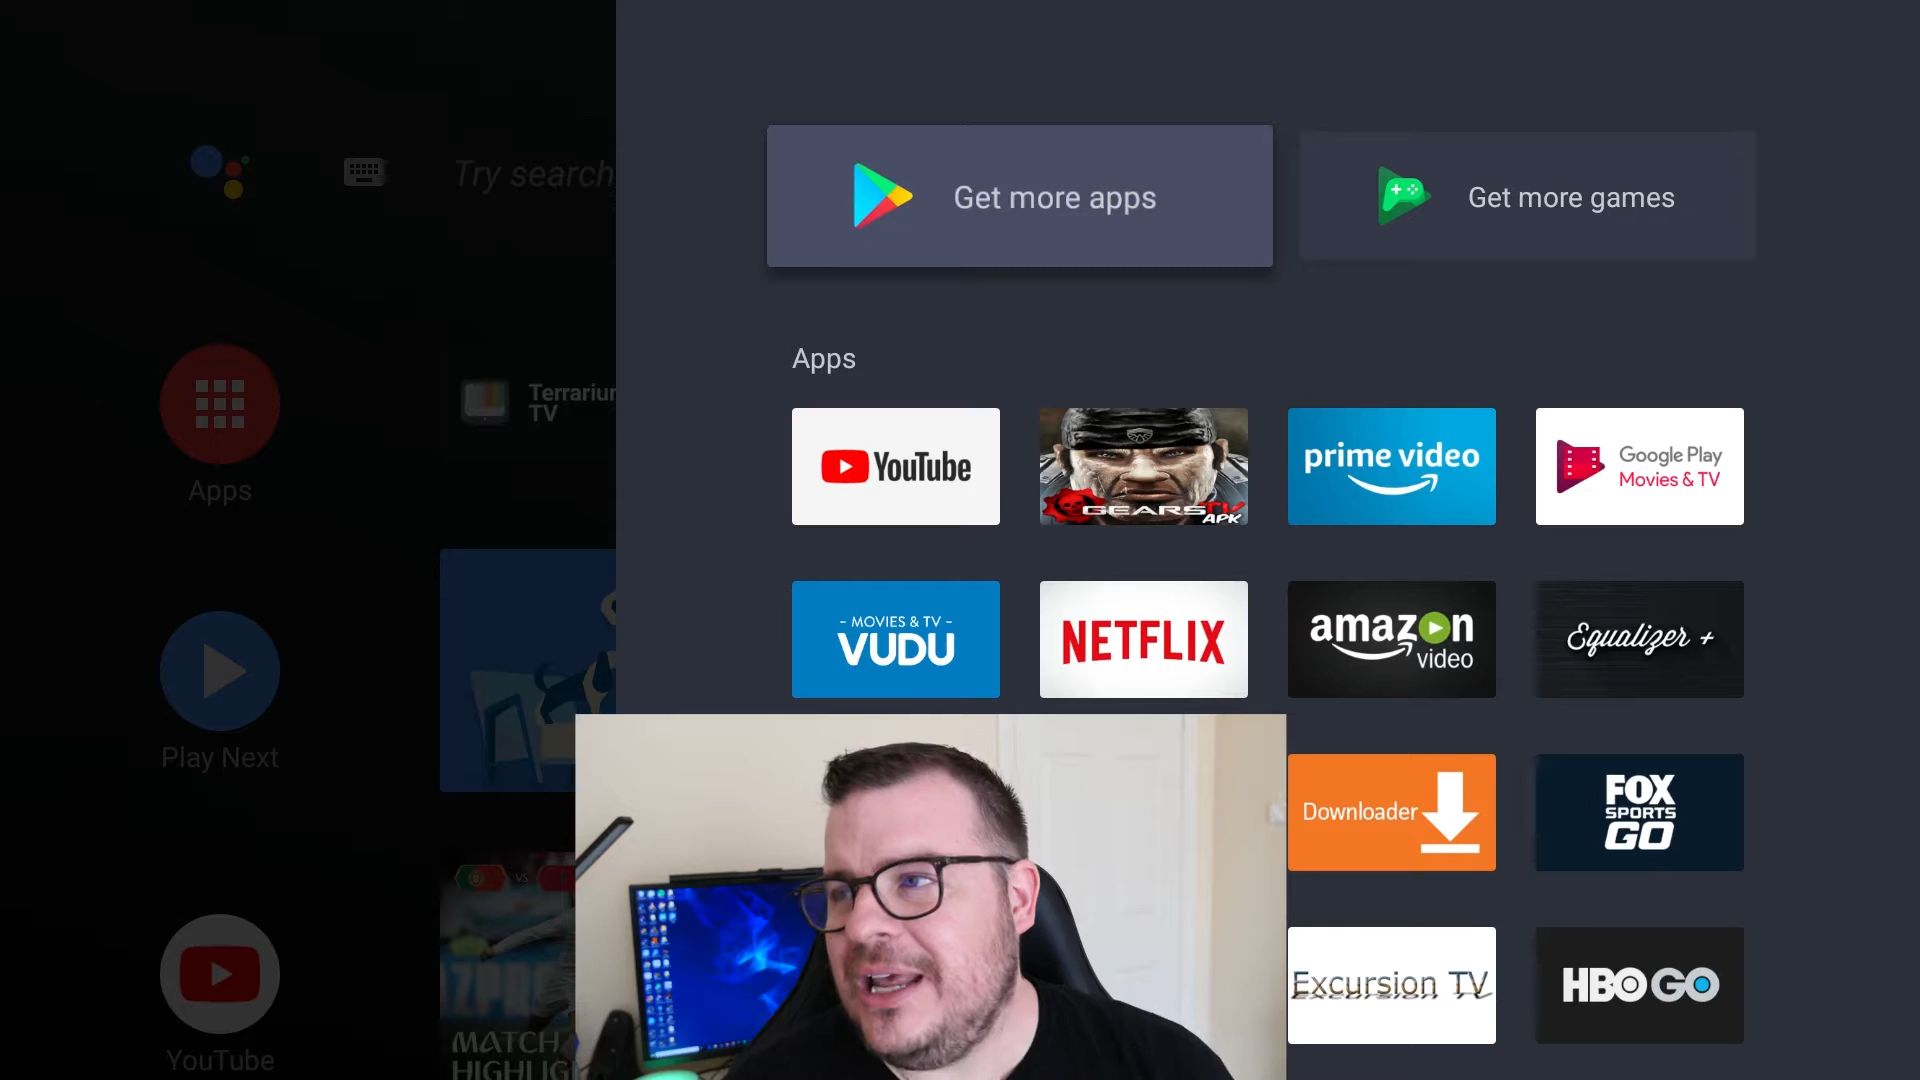 Try search
Get more apps
Get more games
Apps
Apps
Terrarium
TV
YouTube
GEARS TV
APK
prime video
Google Play
Movies & TV
- MOVIES & TV -
VUDU
NETFLIX
amazon
video
Equalizer +
Play Next
Downloader
FOX
SPORTS
GO
VS
Excursion TV
HBO GO
MATCH
YouTube